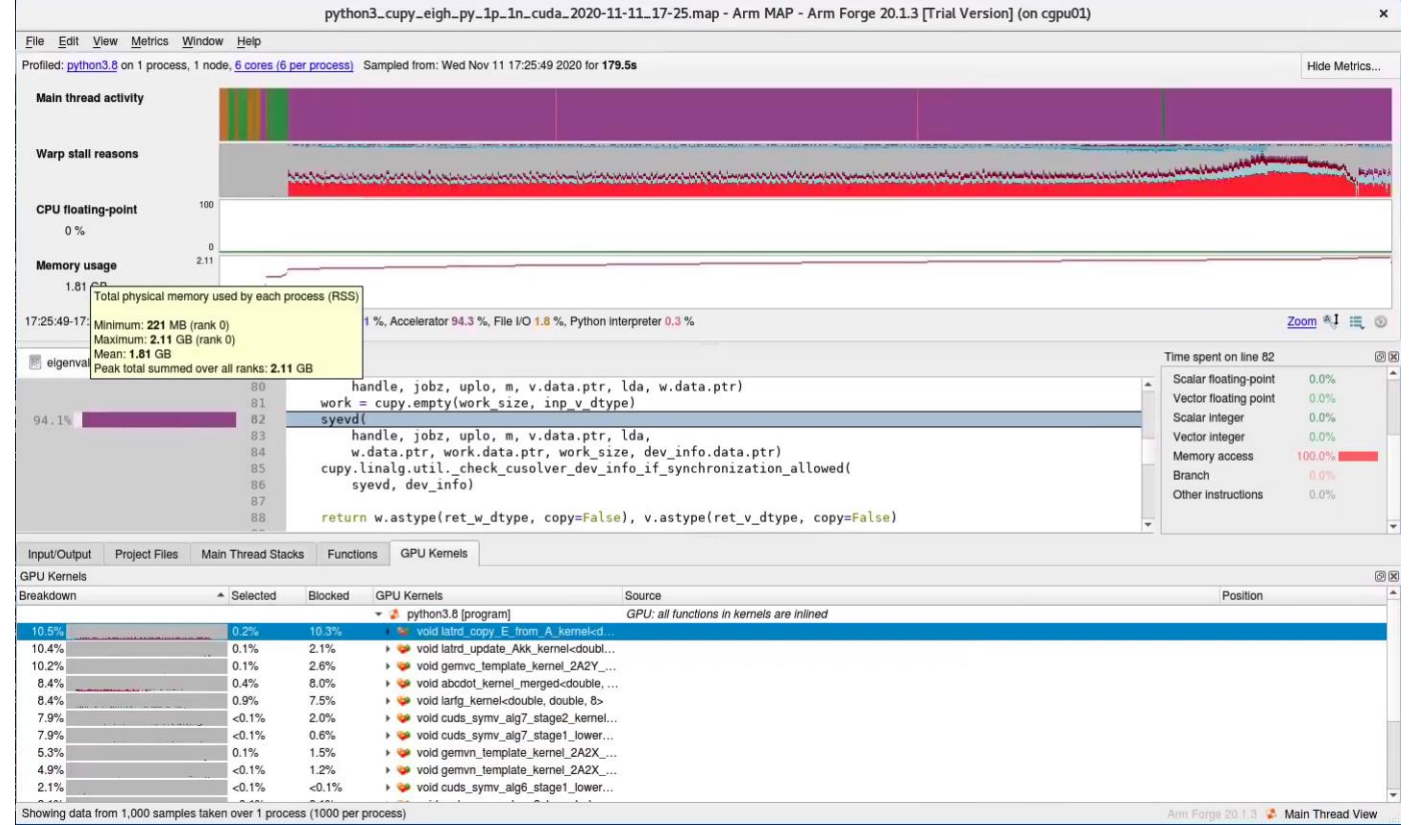 python3_cupy_eigh_py_1p_1n_cuda_2020-11-11_17-25.map - Arm MAP - Arm Forge 20.1.3 [Trial Version] (on cgpu01) ×
File Edit View Metrics Window Help
Profiled: python3.8 on 1 process, 1 node, 6 cores (6 per process) Sampled from: Wed Nov 11 17:25:49 2020 for 179.5s Hide Metrics...
Main thread activity
Warp stall reasons
CPU floating-point 100
0 %
0
Memory usage 2.11
1.81
Total physical memory used by each process (RSS)
17:25:49-17: 1 %, Accelerator 94.3 %, File I/O 1.8 %, Python interpreter 0.3 % Zoom
Minimum: 221 MB (rank 0)
Maximum: 2.11 GB (rank 0)
Mean: 1.81 GB
Peak total summed over all ranks: 2.11 GB
eigenval
Time spent on line 82
80 handle, jobz, uplo, m, v.data.ptr, lda, w.data.ptr)
81 work = cupy.empty(work_size, inp_v_dtype)
94.1% 82 syevd(
83 handle, jobz, uplo, m, v.data.ptr, lda,
84 w.data.ptr, work.data.ptr, work_size, dev_info.data.ptr)
85 cupy.linalg.util._check_cusolver_dev_info_if_synchronization_allowed(
86 syevd, dev_info)
87
88 return w.astype(ret_w_dtype, copy=False), v.astype(ret_v_dtype, copy=False)
Scalar floating-point 0.0%
Vector floating point 0.0%
Scalar integer 0.0%
Vector integer 0.0%
Memory access 100.0%
Branch 0.0%
Other instructions 0.0%
Input/Output Project Files Main Thread Stacks Functions GPU Kernels
GPU Kernels
Breakdown Selected Blocked GPU Kernels Source Position
python3.8 [program] GPU: all functions in kernels are inlined
10.5% 0.2% 10.3% void latrd_copy_E_from_A_kernel<d...
10.4% 0.1% 2.1% void latrd_update_Akk_kernel<doubl...
10.2% 0.1% 2.6% void gemvc_template_kernel_2A2Y_...
8.4% 0.4% 8.0% void abcdot_kernel_merged<double, ...
8.4% 0.9% 7.5% void larfg_kernel<double, double, 8>
7.9% <0.1% 2.0% void cuds_symv_alg7_stage2_kernel...
7.9% <0.1% 0.6% void cuds_symv_alg7_stage1_lower...
5.3% 0.1% 1.5% void gemvn_template_kernel_2A2X_...
4.9% <0.1% 1.2% void gemvn_template_kernel_2A2X_...
2.1% <0.1% <0.1% void cuds_symv_alg6_stage1_lower...
Showing data from 1,000 samples taken over 1 process (1000 per process) Arm Forge 20.1.3 Main Thread View